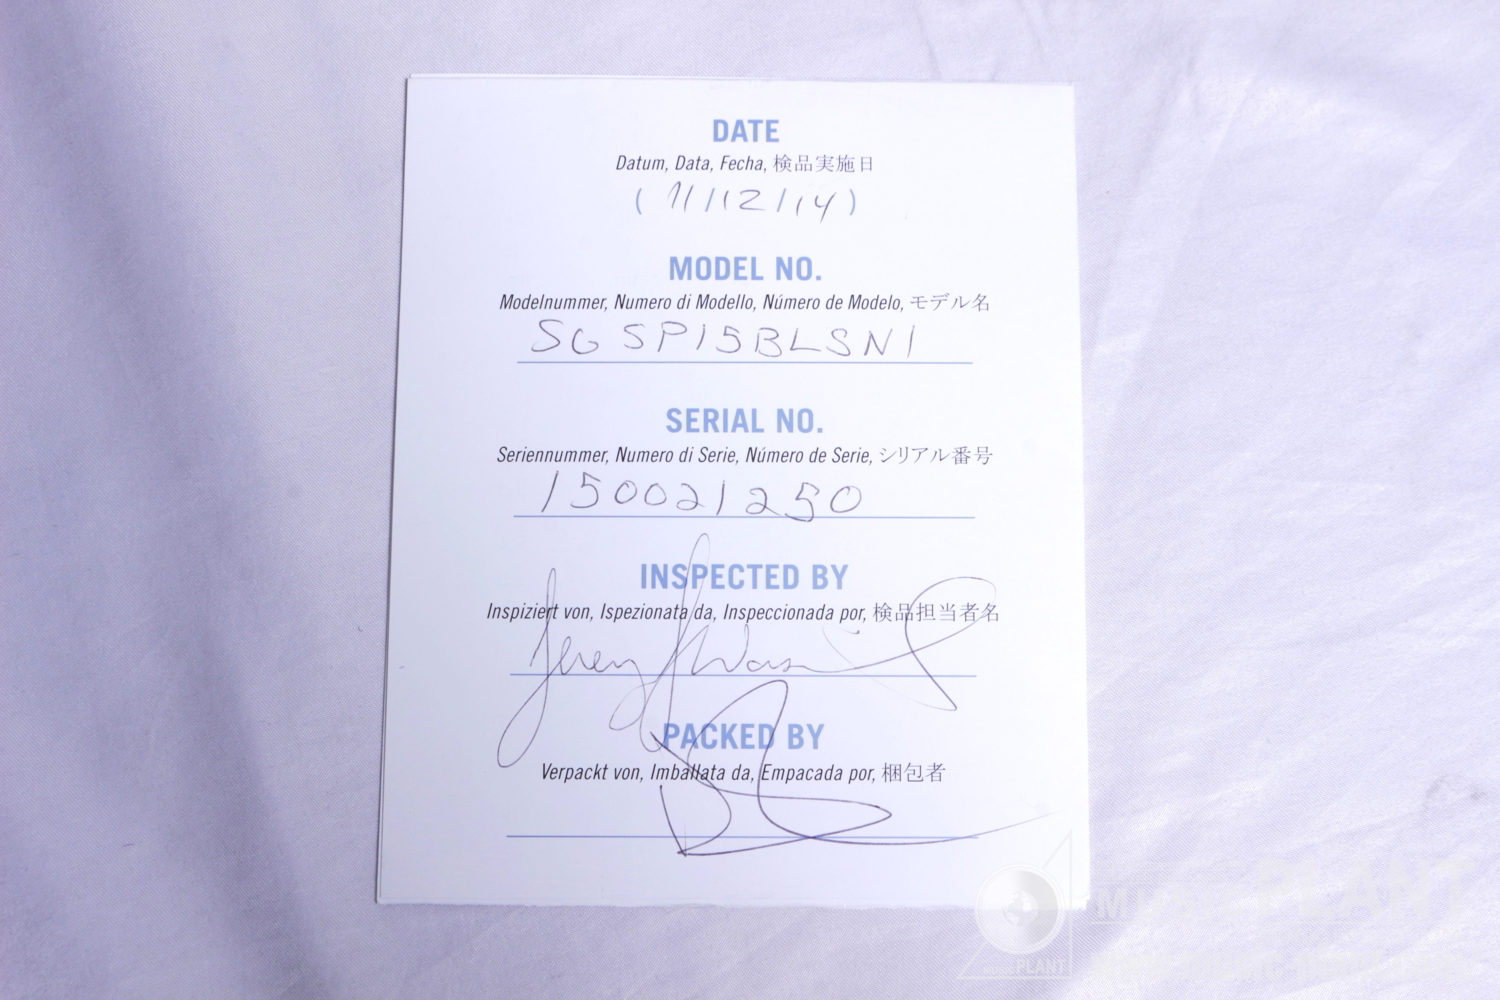 DATE
Datum, Data, Fecha, 検品実施日
( 11/12/14 )
MODEL NO.
Modelnummer, Numero di Modello, Número de Modelo, モデル名
SGSP15BLSN1
SERIAL NO.
Seriennummer, Numero di Serie, Número de Serie, シリアル番号
150021250
INSPECTED BY
Inspiziert von, Ispezionata da, Inspeccionada por, 検品担当者名
PACKED BY
Verpackt von, Imballata da, Empacada por, 梱包者
MUSIC PLANT